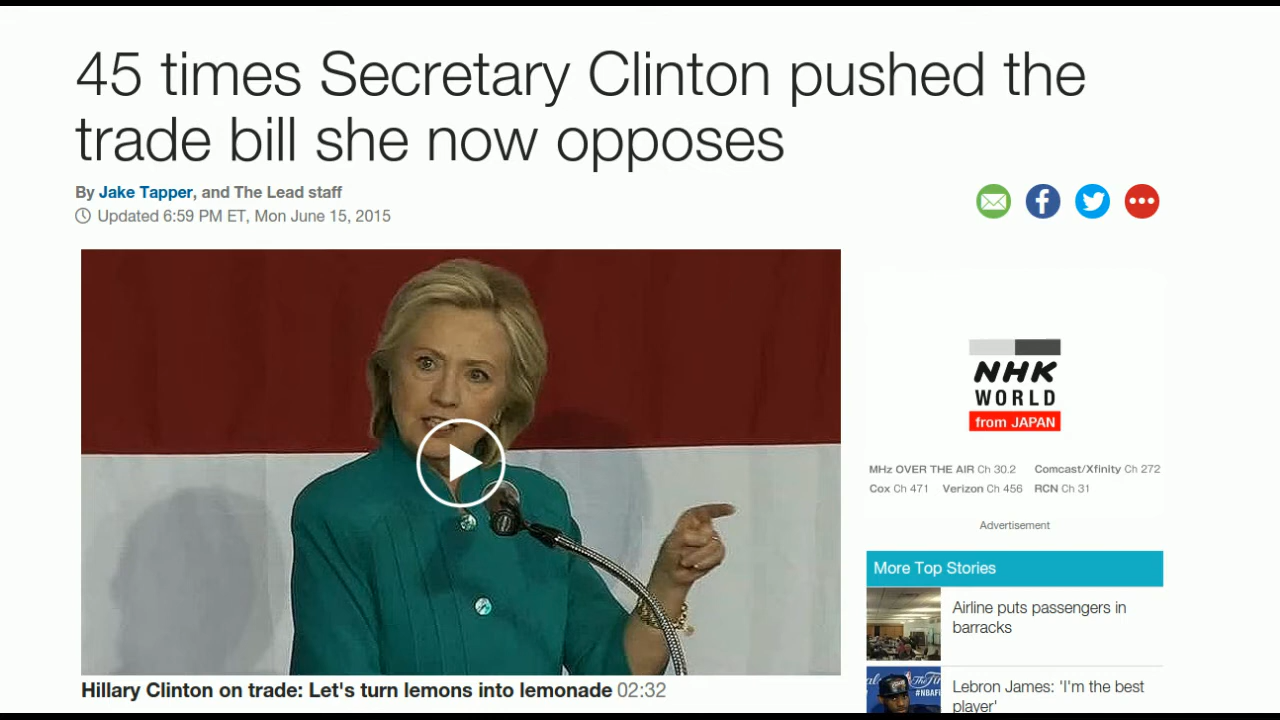 45 times Secretary Clinton pushed the
trade bill she now opposes
By Jake Tapper, and The Lead staff
Updated 6:59 PM ET, Mon June 15, 2015
Hillary Clinton on trade: Let's turn lemons into lemonade 02:32
NHK
WORLD
from JAPAN
MHz OVER THE AIR Ch 30.2 Comcast/Xfinity Ch 272
Cox Ch 471 Verizon Ch 456 RCN Ch 31
Advertisement
More Top Stories
Airline puts passengers in
barracks
Lebron James: 'I'm the best
player'
#NBAFI